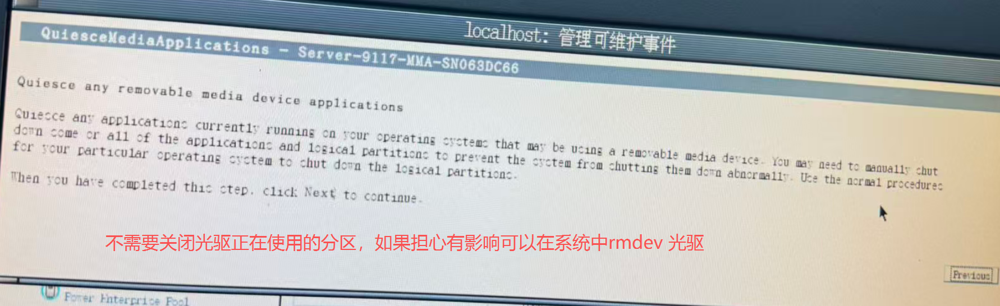 localhost: 管理可维护事件
QuiesceMediaApplications - Server-9117-MMA-SN063DC66
Quiesce any removable media device applications
Quiesce any applications currently running on your operating systems that may be using a removable media device. You may need to manually shut
down some or all of the applications and logical partitions to prevent the system from shutting them down abnormally. Use the normal procedures
for your particular operating system to shut down the logical partitions.
When you have completed this step, click Next to continue.
不需要关闭光驱正在使用的分区，如果担心有影响可以在系统中rmdev 光驱
Previous
Power Enterprise Pool